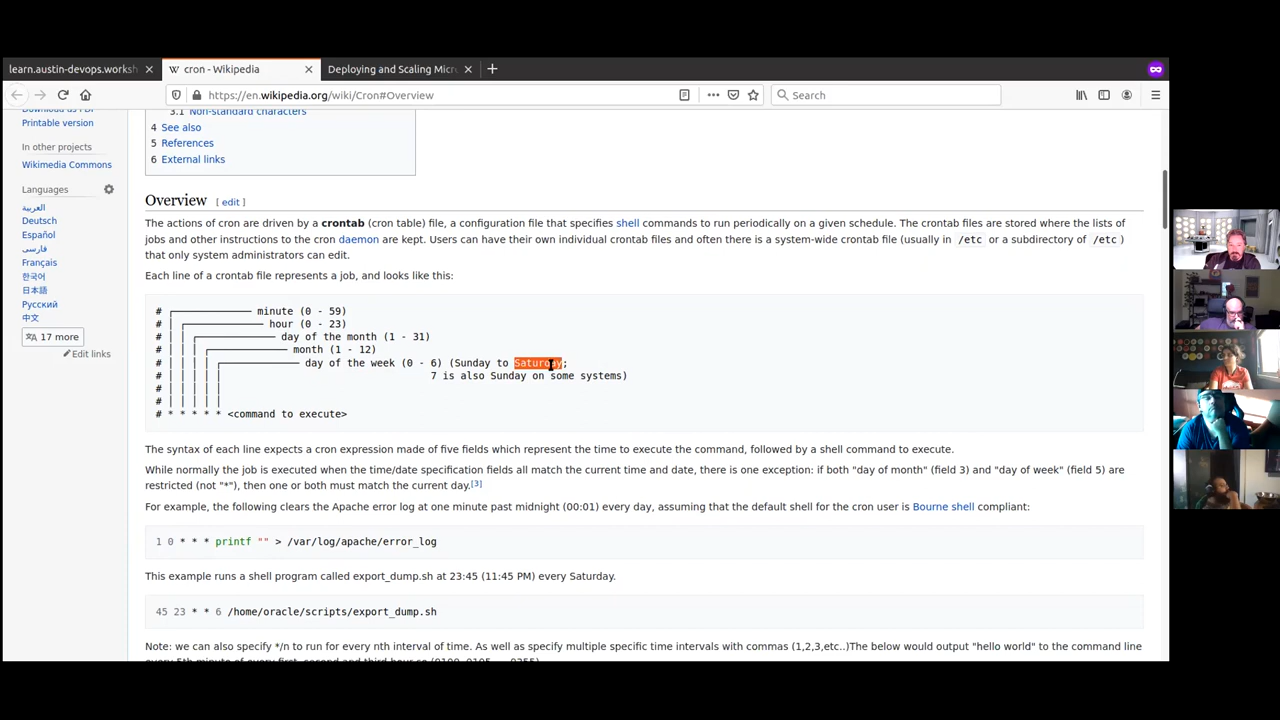 learn.austin-devops.worksh
cron - Wikipedia
Deploying and Scaling Micr
https://en.wikipedia.org/wiki/Cron#Overview
Search
Download as PDF
Printable version
In other projects
Wikimedia Commons
Languages
العربية
Deutsch
Español
فارسی
Français
한국어
日本語
Русский
中文
17 more
Edit links
3.1 Non-standard characters
4 See also
5 References
6 External links
Overview [ edit ]
The actions of cron are driven by a crontab (cron table) file, a configuration file that specifies shell commands to run periodically on a given schedule. The crontab files are stored where the lists of
jobs and other instructions to the cron daemon are kept. Users can have their own individual crontab files and often there is a system-wide crontab file (usually in /etc or a subdirectory of /etc )
that only system administrators can edit.
Each line of a crontab file represents a job, and looks like this:
# ┌───────────── minute (0 - 59)
# │ ┌───────────── hour (0 - 23)
# │ │ ┌───────────── day of the month (1 - 31)
# │ │ │ ┌───────────── month (1 - 12)
# │ │ │ │ ┌───────────── day of the week (0 - 6) (Sunday to Saturday;
# │ │ │ │ │ 7 is also Sunday on some systems)
# │ │ │ │ │
# │ │ │ │ │
# * * * * * <command to execute>
The syntax of each line expects a cron expression made of five fields which represent the time to execute the command, followed by a shell command to execute.
While normally the job is executed when the time/date specification fields all match the current time and date, there is one exception: if both "day of month" (field 3) and "day of week" (field 5) are
restricted (not "*"), then one or both must match the current day.[3]
For example, the following clears the Apache error log at one minute past midnight (00:01) every day, assuming that the default shell for the cron user is Bourne shell compliant:
1 0 * * * printf "" > /var/log/apache/error_log
This example runs a shell program called export_dump.sh at 23:45 (11:45 PM) every Saturday.
45 23 * * 6 /home/oracle/scripts/export_dump.sh
Note: we can also specify */n to run for every nth interval of time. As well as specify multiple specific time intervals with commas (1,2,3,etc..)The below would output "hello world" to the command line